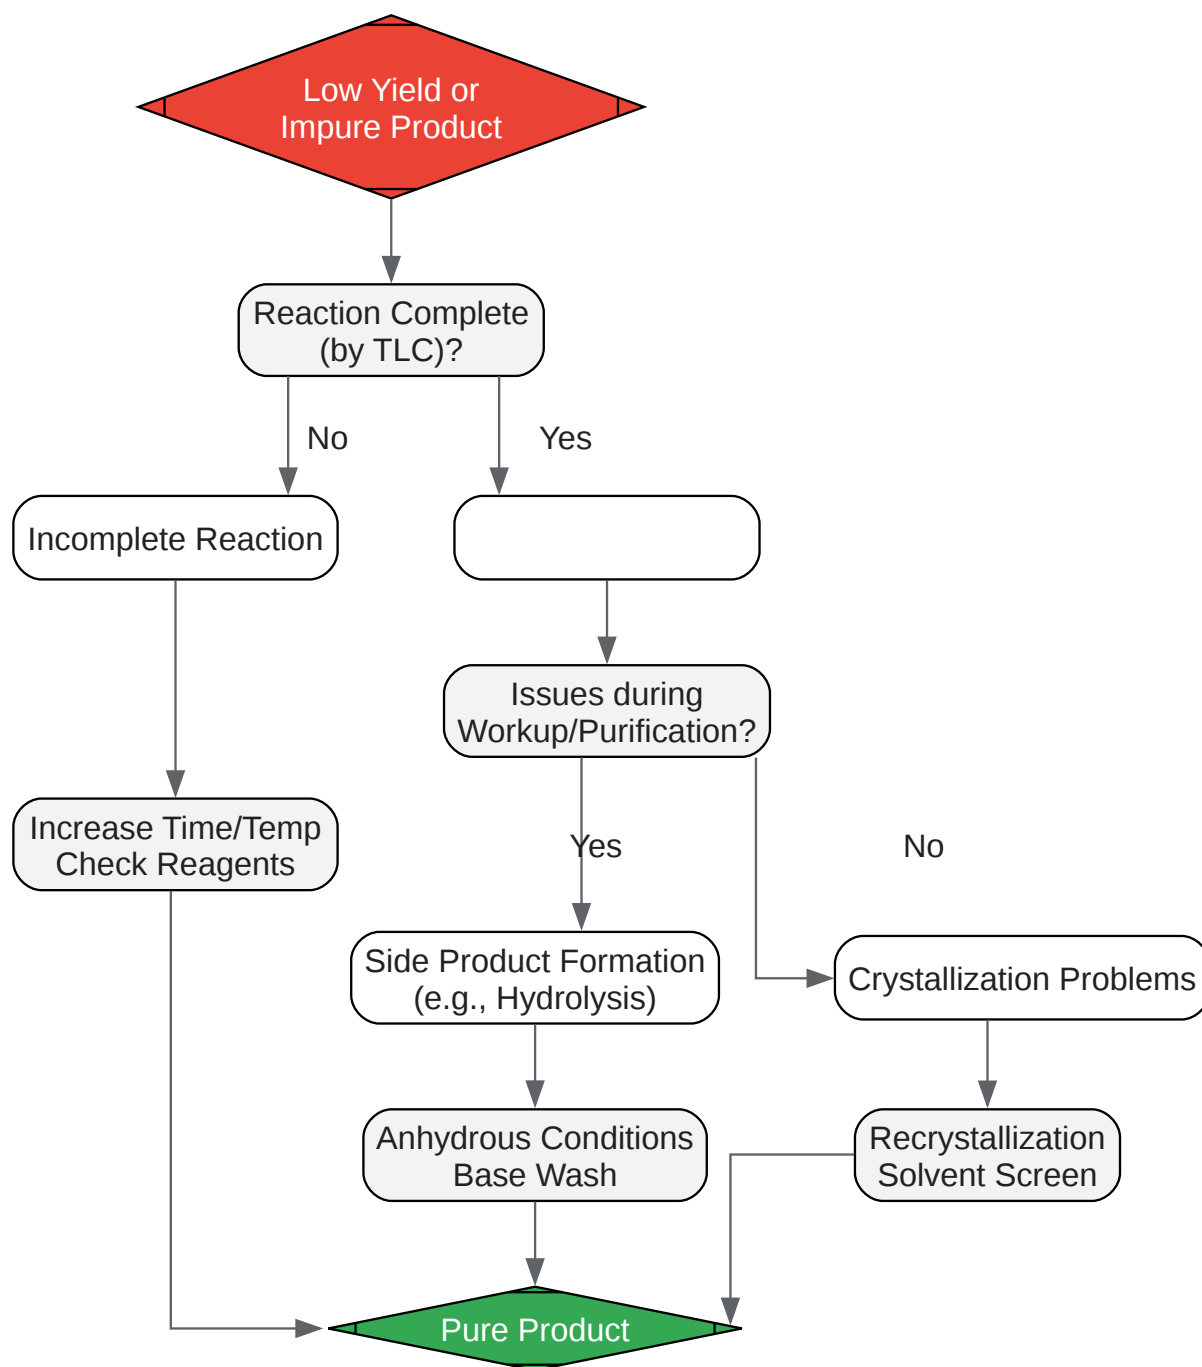 Low Yield or
Impure Product
Reaction Complete
(by TLC)?
No
Yes
Incomplete Reaction
Issues during
Workup/Purification?
Increase Time/Temp
Check Reagents
Yes
No
Side Product Formation
(e.g., Hydrolysis)
Crystallization Problems
Anhydrous Conditions
Base Wash
Recrystallization
Solvent Screen
Pure Product